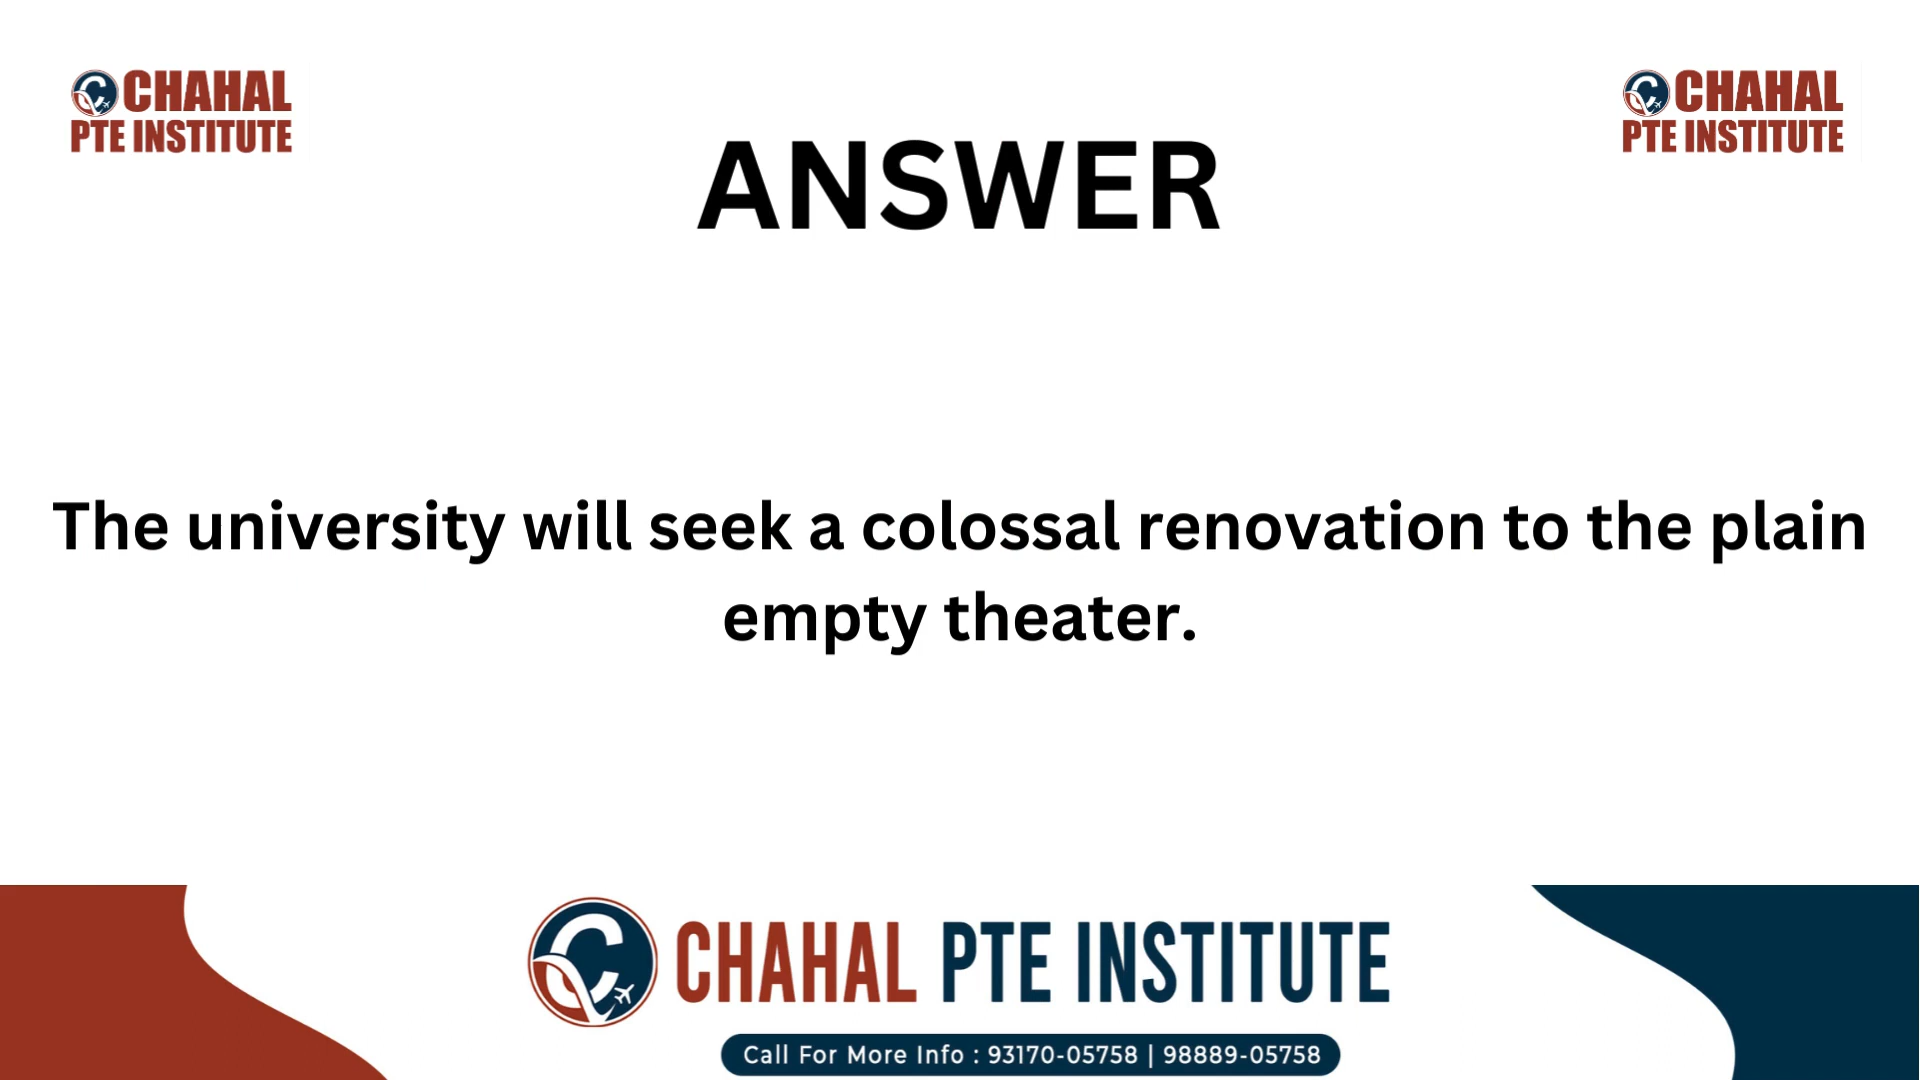 CHAHAL
PTE INSTITUTE
CHAHAL
PTE INSTITUTE
ANSWER
The university will seek a colossal renovation to the plain
empty theater.
CHAHAL PTE INSTITUTE
Call For More Info : 93170-05758 | 98889-05758